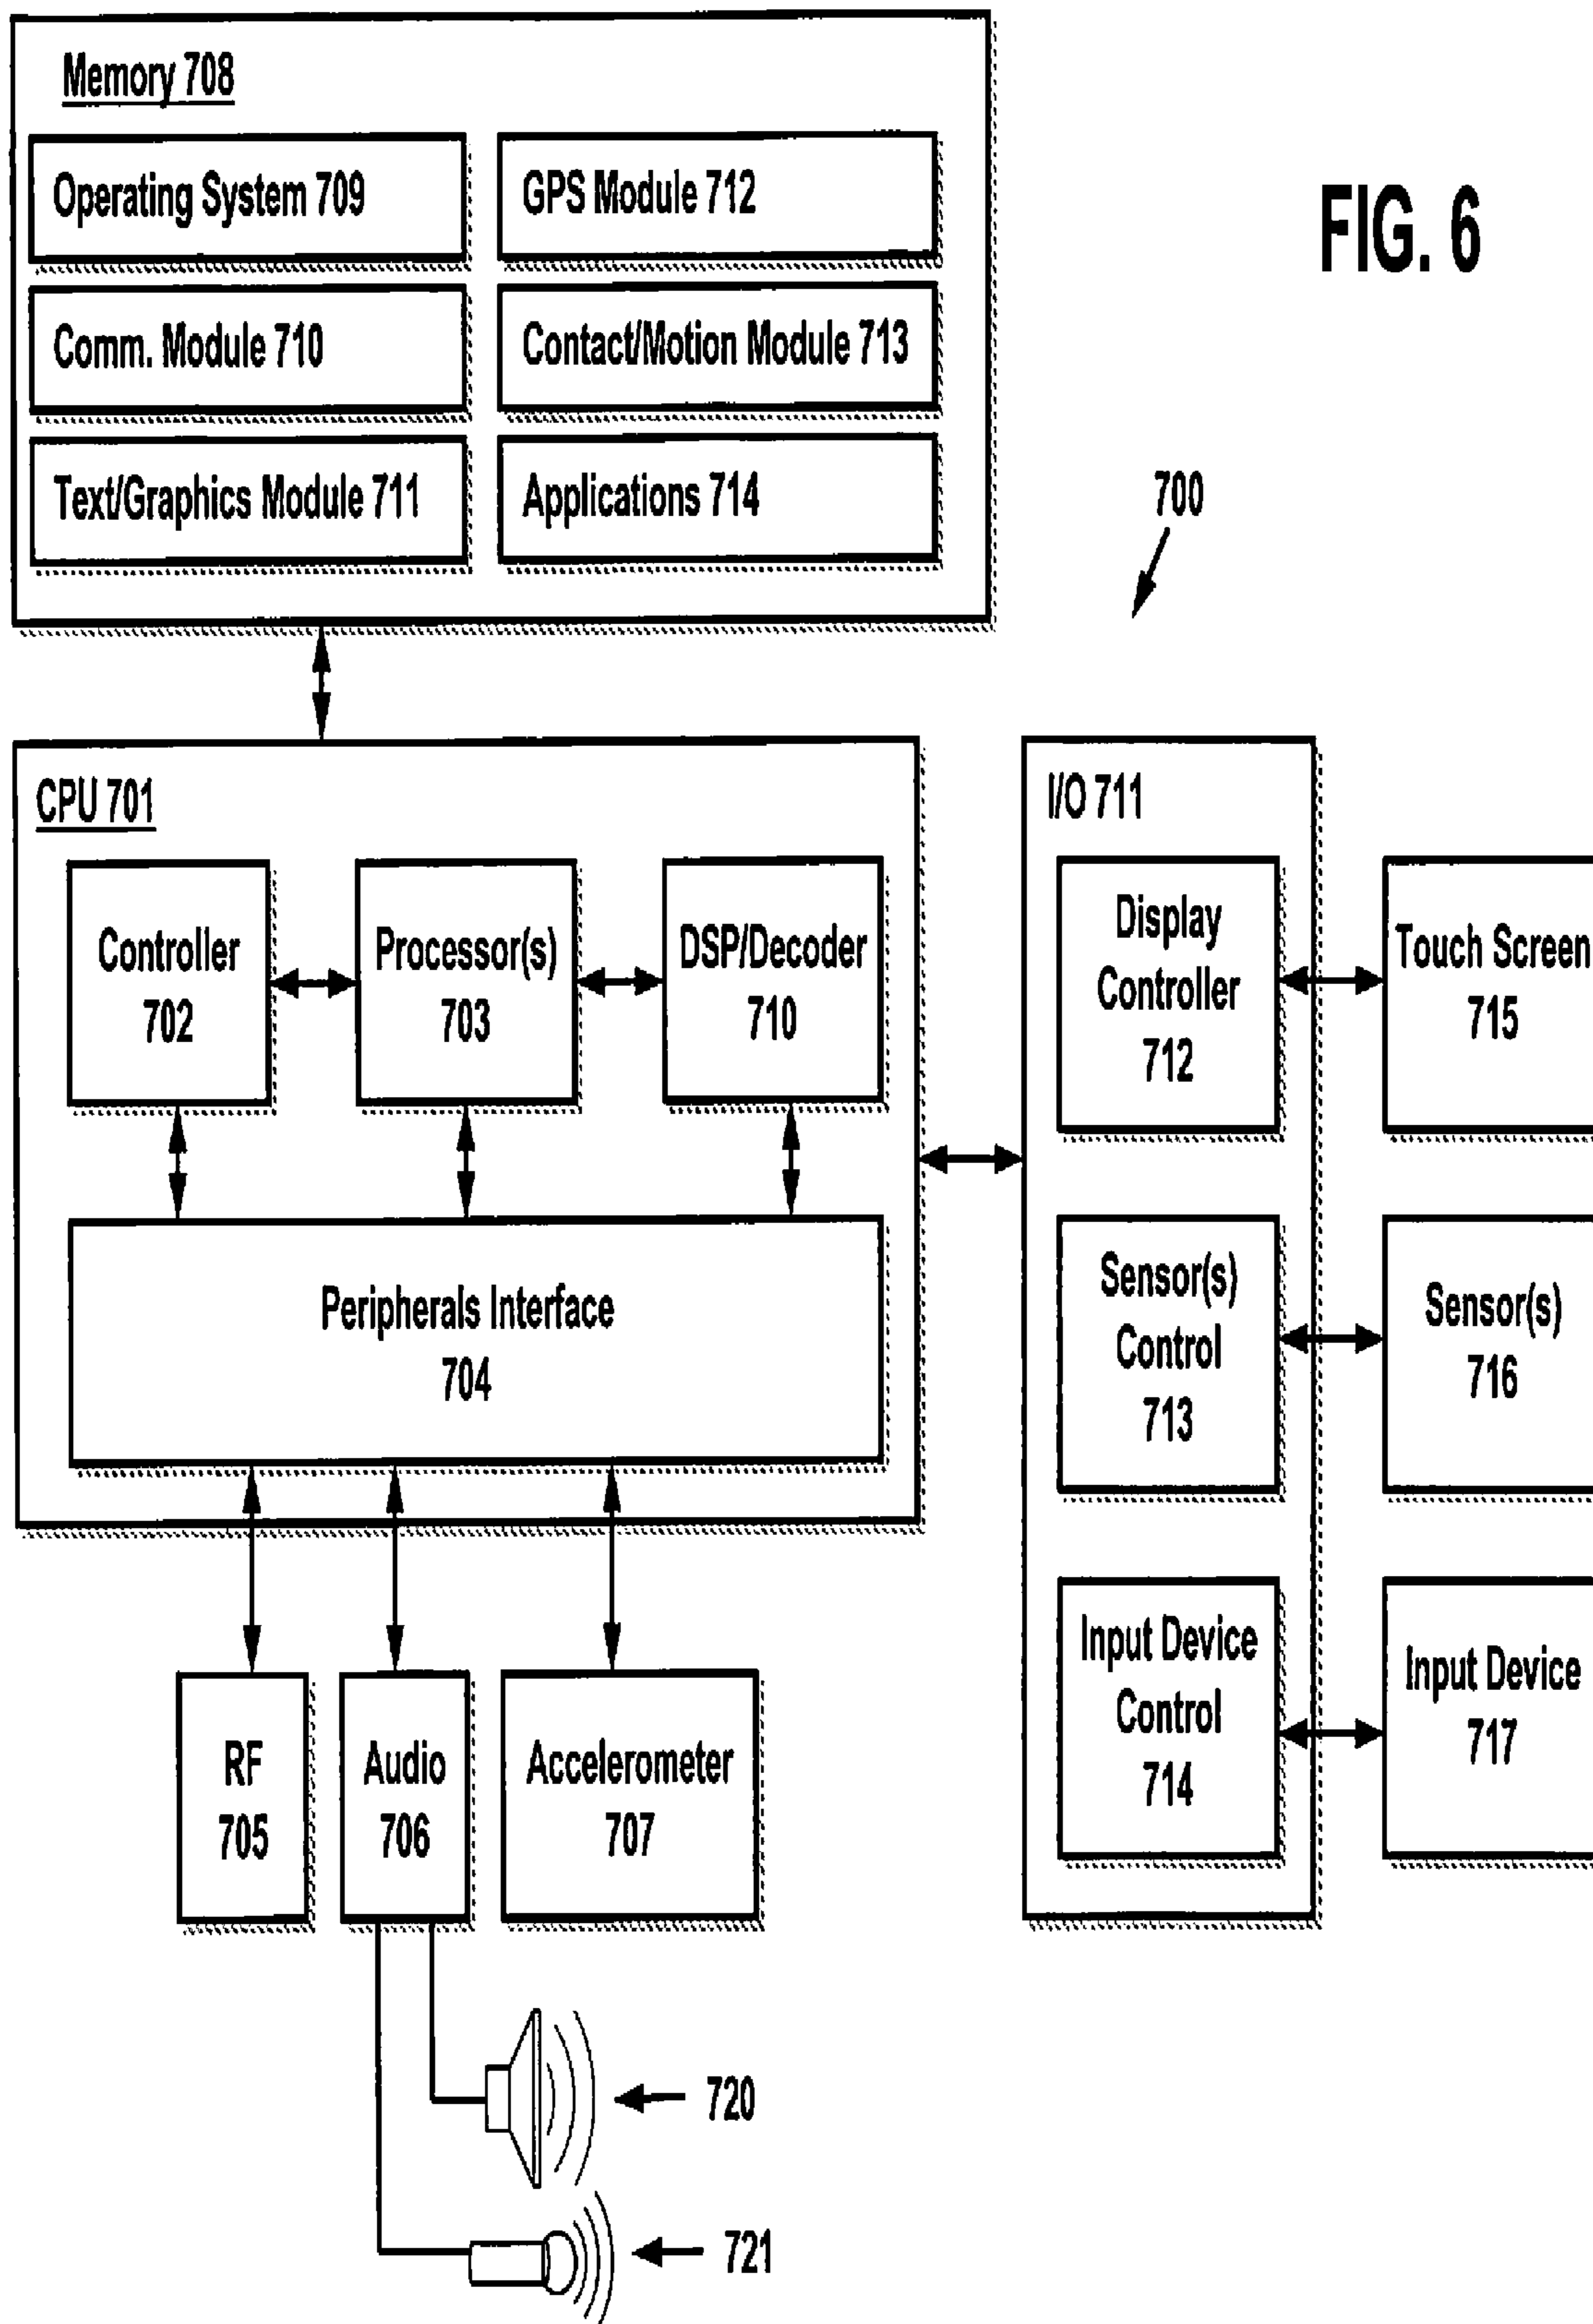 Memory 708
Operating System 709
GPS Module 712
Comm. Module 710
Contact/Motion Module 713
Text/Graphics Module 711
Applications 714
FIG. 6
700
CPU 701
Controller
702
Processor(s)
703
DSP/Decoder
710
Peripherals Interface
704
RF
705
Audio
706
Accelerometer
707
720
721
I/O 711
Display
Controller
712
Touch Screen
715
Sensor(s)
Control
713
Sensor(s)
716
Input Device
Control
714
Input Device
717